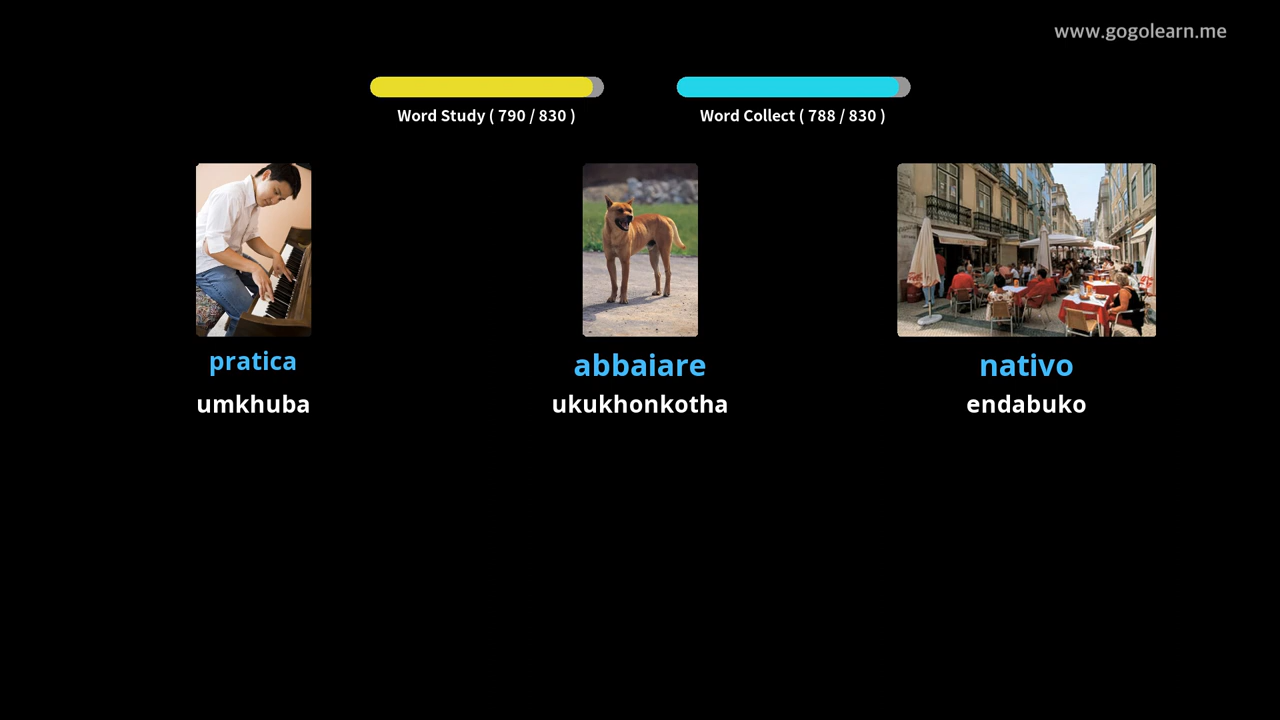 www.gogolearn.me
Word Study ( 790 / 830 )
Word Collect ( 788 / 830 )
pratica
abbaiare
nativo
umkhuba
ukukhonkotha
endabuko